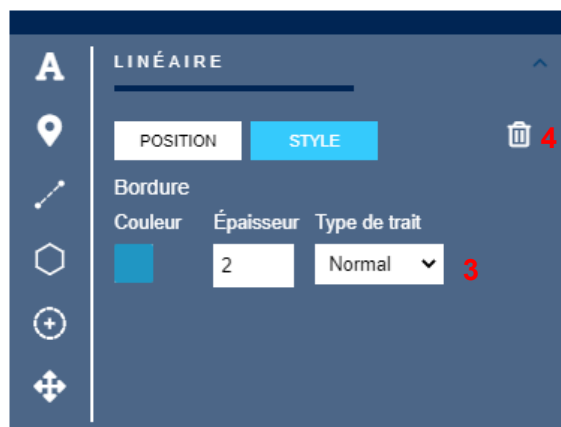 A
LINÉAIRE
POSITION STYLE 4
Bordure
Couleur Épaisseur Type de trait
2 Normal 3